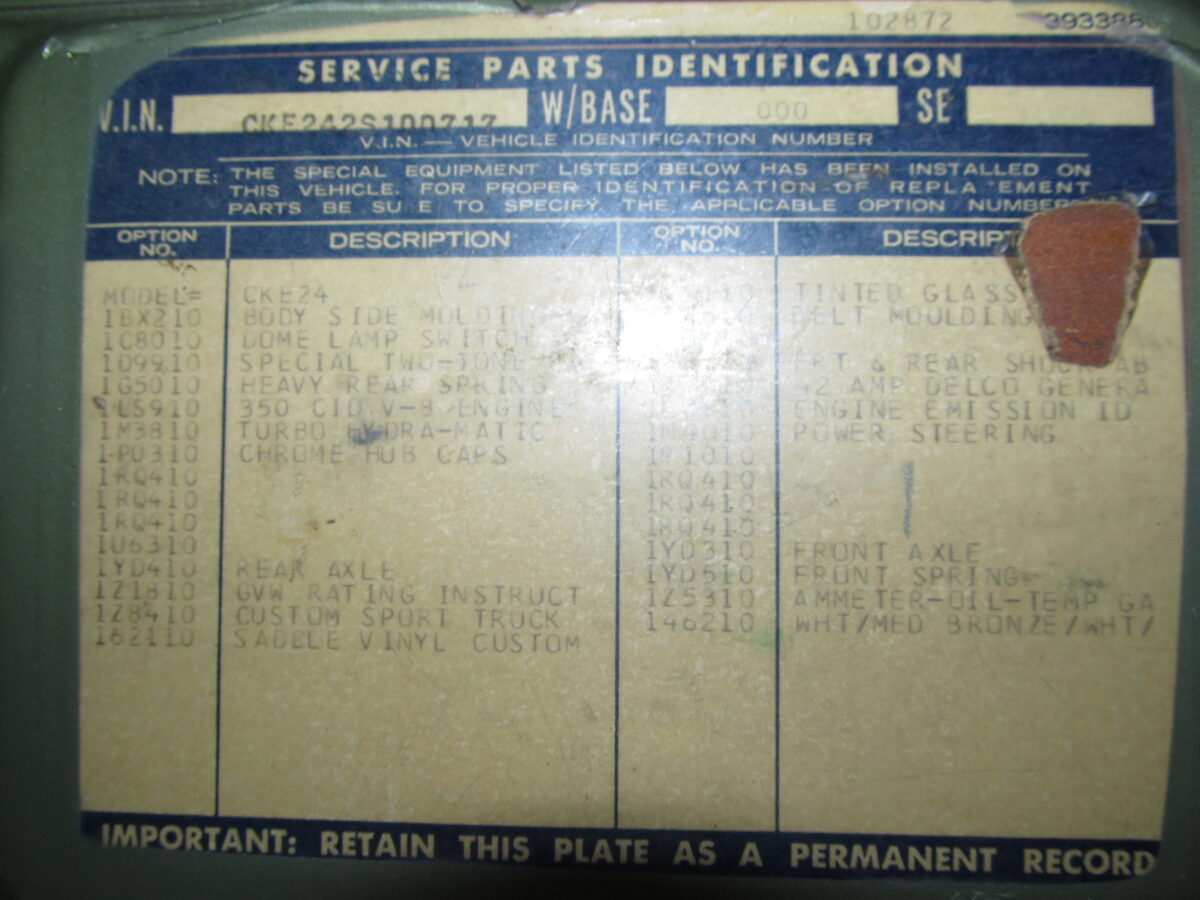 102872 393388
SERVICE PARTS IDENTIFICATION
V.I.N. CKE242S100717 W/BASE 000 SE
V.I.N. — VEHICLE IDENTIFICATION NUMBER
NOTE: THE SPECIAL EQUIPMENT LISTED BELOW HAS BEEN INSTALLED ON
THIS VEHICLE. FOR PROPER IDENTIFICATION OF REPLA EMENT
PARTS BE SU E TO SPECIFY THE APPLICABLE OPTION NUMBER
OPTION NO. DESCRIPTION OPTION NO. DESCRIPT
MODEL= CKE24 TINTED GLASS
1BX210 BODY SIDE MOLDING BELT MOULDING
1C8010 DOME LAMP SWITCH
1D9910 SPECIAL TWO-TONE FRT & REAR SHOCK AB
1G5010 HEAVY REAR SPRING 42 AMP DELCO GENERA
1LS910 350 CID V-8 ENGINE ENGINE EMISSION ID
1M3810 TURBO HYDRA-MATIC 1N4010 POWER STEERING
1P0310 CHROME HUB CAPS 1P1010
1RQ410 1RQ410
1RQ410 1RQ410
1RQ410 1RQ410
1U6310 1YD310 FRONT AXLE
1YD410 REAR AXLE 1YD510 FRONT SPRING
1Z1810 GVW RATING INSTRUCT 1Z5310 AMMETER-OIL-TEMP GA
1Z8410 CUSTOM SPORT TRUCK 146210 WHT/MED BRONZE/WHT/
162110 SADDLE VINYL CUSTOM
IMPORTANT: RETAIN THIS PLATE AS A PERMANENT RECORD